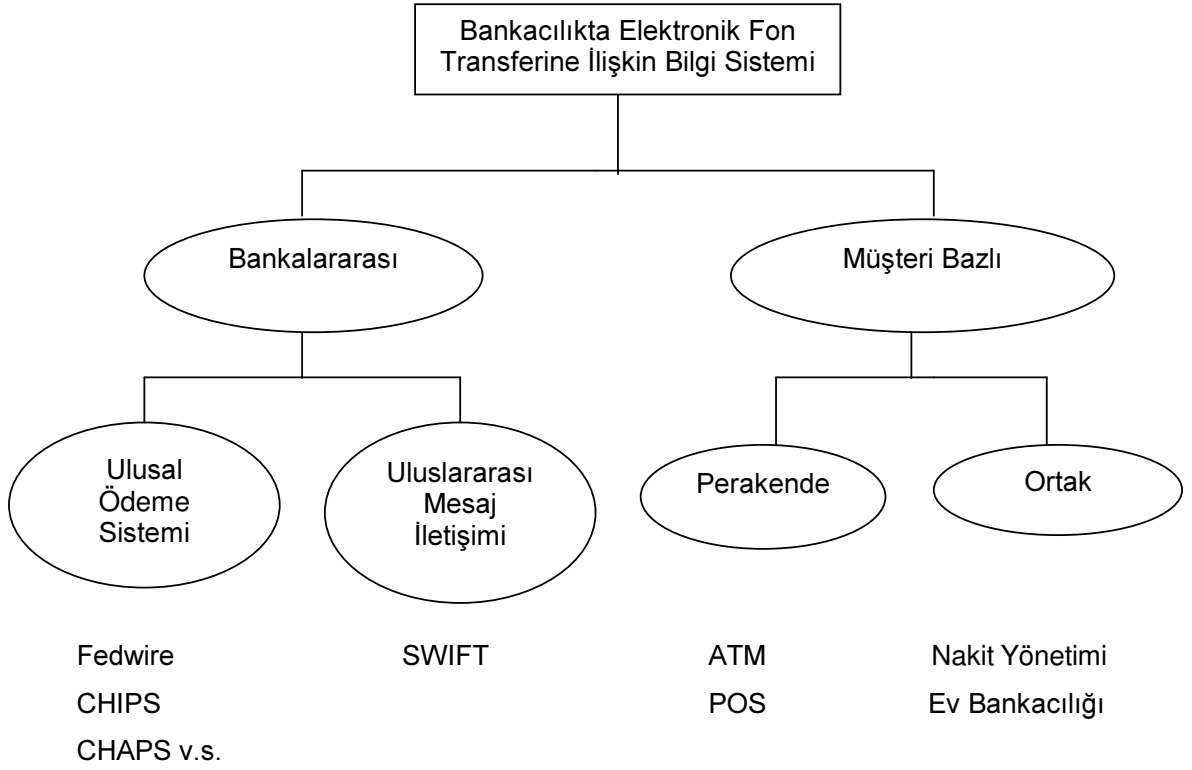 Bankacılıkta Elektronik Fon
Transferine İlişkin Bilgi Sistemi
Bankalararası
Müşteri Bazlı
Ulusal
Ödeme
Sistemi
Uluslararası
Mesaj
İletişimi
Perakende
Ortak
Fedwire
SWIFT
ATM
Nakit Yönetimi
CHIPS
POS
Ev Bankacılığı
CHAPS v.s.